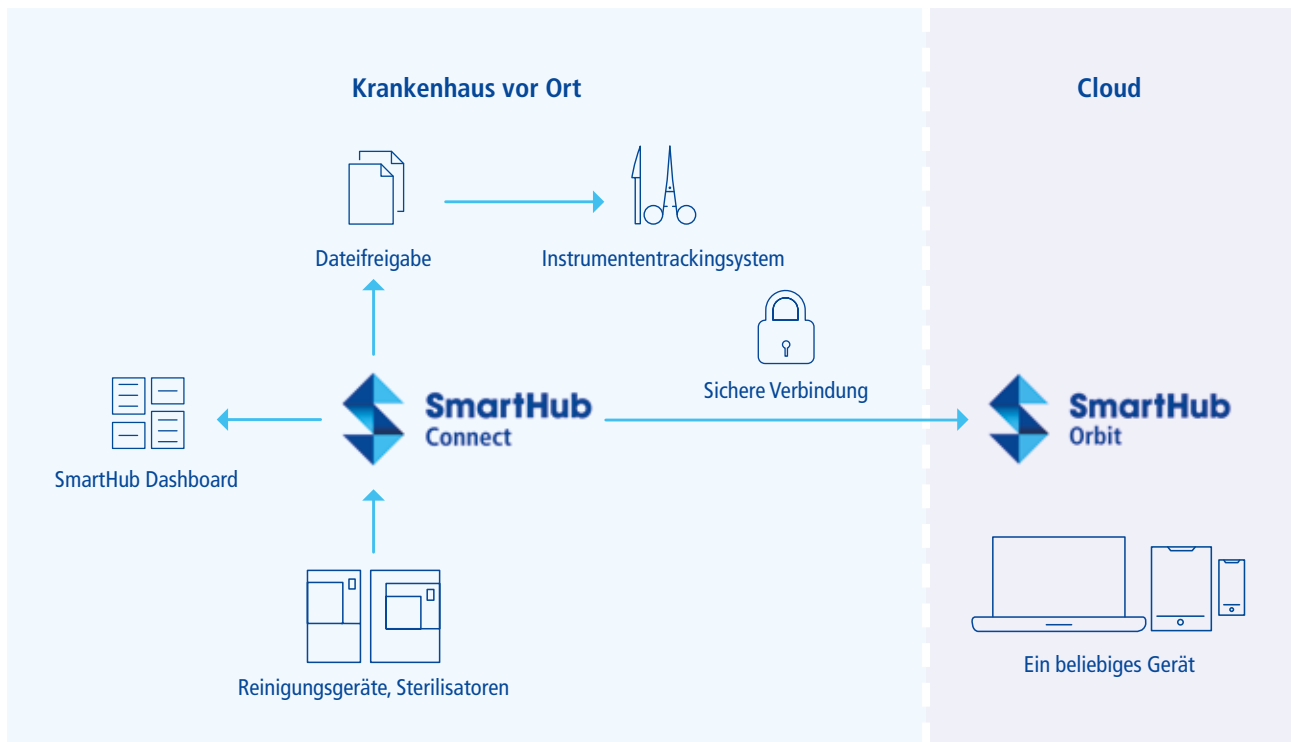 Krankenhaus vor Ort
Cloud
Dateifreigabe
Instrumententrackingsystem
Sichere Verbindung
SmartHub
Connect
SmartHub
Orbit
SmartHub Dashboard
Ein beliebiges Gerät
Reinigungsgeräte, Sterilisatoren